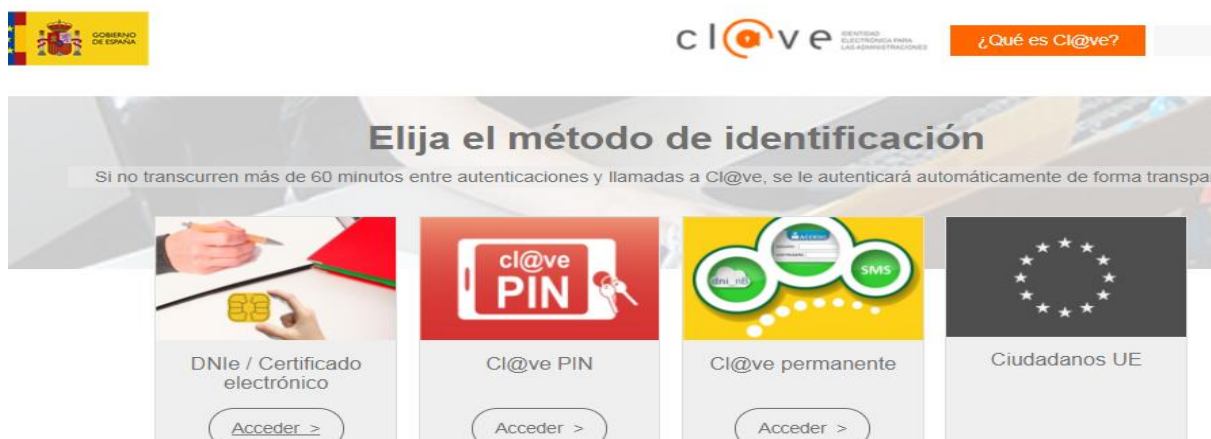 GOBIERNO
DE ESPAÑA
cl@ve
IDENTIDAD
ELECTRÓNICA PARA
LAS ADMINISTRACIONES
¿Qué es Cl@ve?
Elija el método de identificación
Si no transcurren más de 60 minutos entre autenticaciones y llamadas a Cl@ve, se le autenticará automáticamente de forma transpa
cl@ve
PIN
ACCESO
dni_nB
SMS
DNIe / Certificado
electrónico
Cl@ve PIN
Cl@ve permanente
Ciudadanos UE
Acceder >
Acceder >
Acceder >